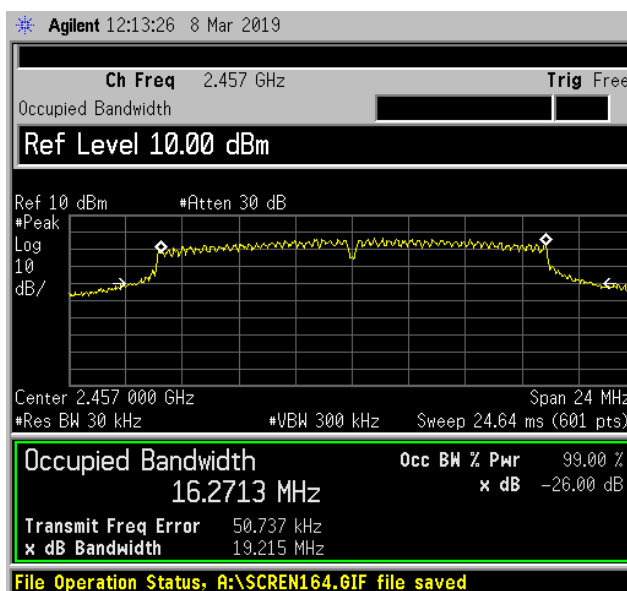 Agilent 12:13:26 8 Mar 2019
Ch Freq 2.457 GHz Trig Free
Occupied Bandwidth
Ref Level 10.00 dBm
Ref 10 dBm #Atten 30 dB
#Peak
Log
10
dB/
Center 2.457 000 GHz Span 24 MHz
#Res BW 30 kHz #VBW 300 kHz Sweep 24.64 ms (601 pts)
Occupied Bandwidth Occ BW % Pwr 99.00 %
16.2713 MHz x dB -26.00 dB
Transmit Freq Error 50.737 kHz
x dB Bandwidth 19.215 MHz
File Operation Status, A:\SCREN164.GIF file saved